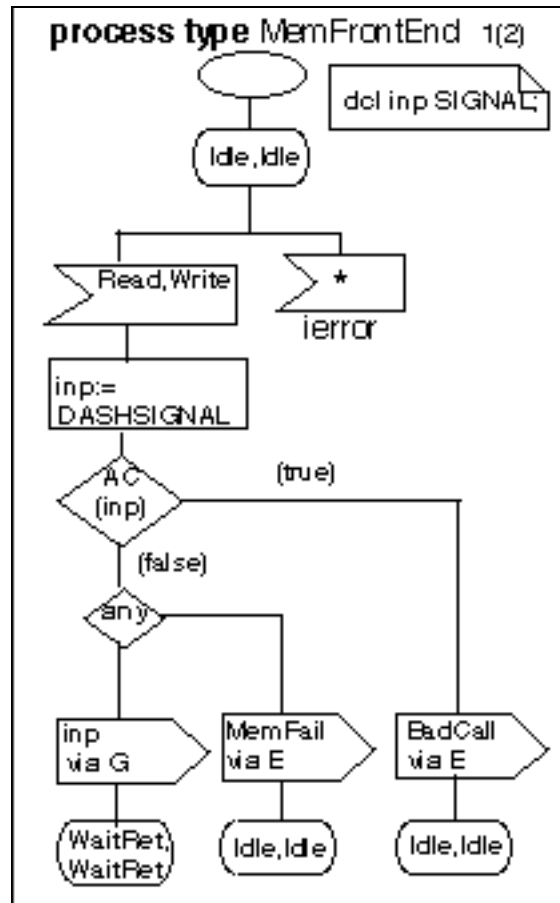 process type MemFrontEnd 1(2)
dcl inp SIGNAL;
Idle,Idle
Read,Write
*
ierror
inp:=
DASHSIGNAL
AC
(inp)
(true)
(false)
any
inp
via G
MemFail
via E
BadCall
via E
WaitRet,
WaitRet
Idle,Idle
Idle,Idle